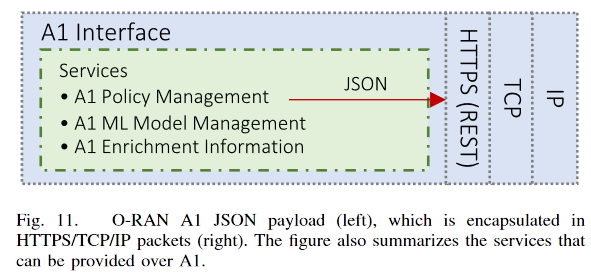 A1 Interface
Services
• A1 Policy Management
JSON
• A1 ML Model Management
• A1 Enrichment Information
HTTPS (REST)
TCP
IP
Fig. 11. O-RAN A1 JSON payload (left), which is encapsulated in
HTTPS/TCP/IP packets (right). The figure also summarizes the services that
can be provided over A1.